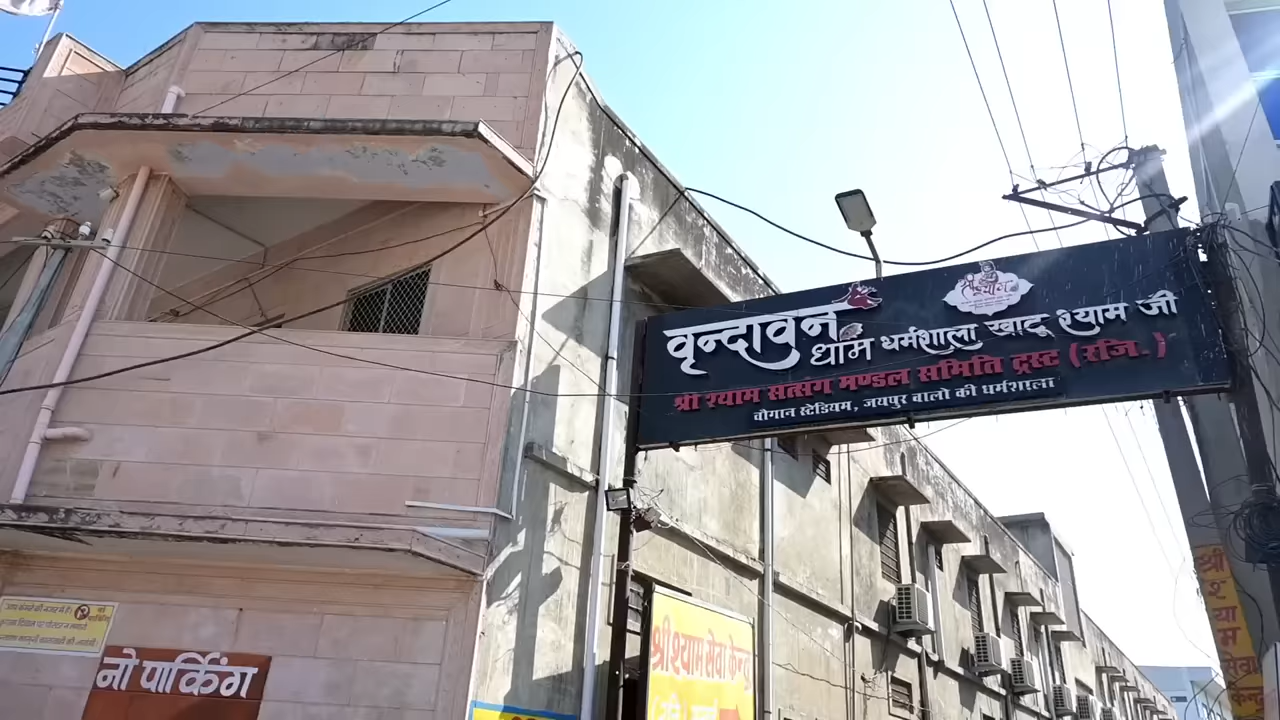 वृन्दावन धाम धर्मशाला खाटू श्याम जी
श्री श्याम सत्संग मण्डल समिति ट्रस्ट (रजि.)
चौगान स्टेडियम, जयपुर वालो की धर्मशाला
श्री श्याम सेवा केन्द्र
नो पार्किंग
श्री श्याम सेवा केन्द्र